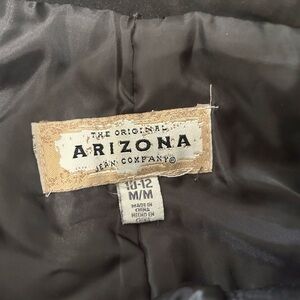 THE ORIGINAL
ARIZONA
JEAN COMPANY®
10-12
M/M
MADE IN
CHINA
HECHO EN
CHINA